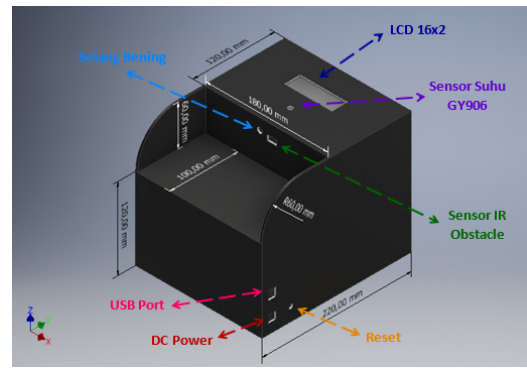 LCD 16x2
120,00 mm
Selang Bening
180,00 mm
Sensor Suhu
GY906
60,00 mm
100,00 mm
Sensor IR
Obstacle
R60,00 mm
120,00 mm
USB Port
DC Power
220,00 mm
Reset
Z
Y
X